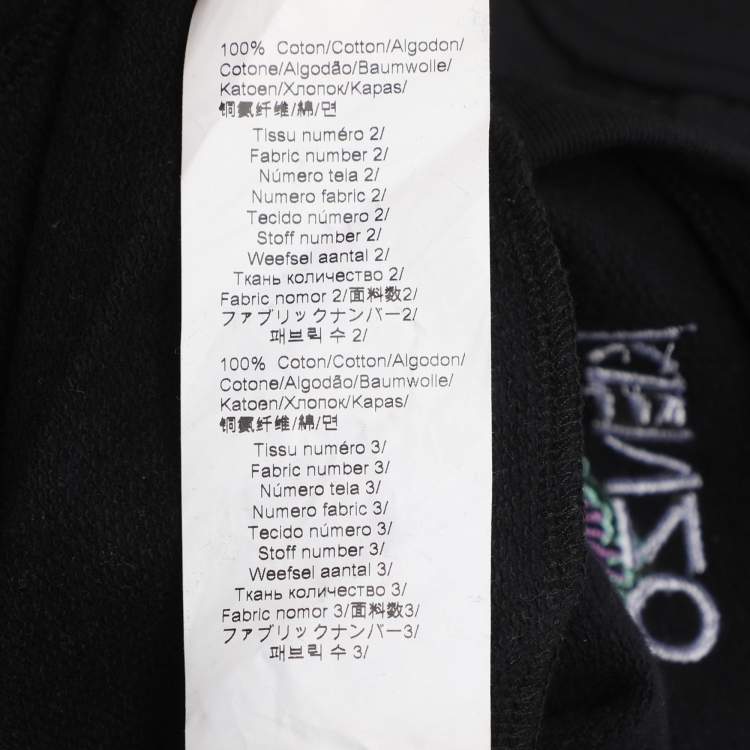 100% Coton/Cotton/Algodon/
Cotone/Algodão/Baumwolle/
Katoen/Хлопок/Kapas/
铜氨纤维/綿/면
Tissu numéro 2/
Fabric number 2/
Número tela 2/
Numero fabric 2/
Tecido número 2/
Stoff number 2/
Weefsel aantal 2/
Ткань количество 2/
Fabric nomor 2/面料数2/
ファブリックナンバー2/
패브릭 수 2/
100% Coton/Cotton/Algodon/
Cotone/Algodão/Baumwolle/
Katoen/Хлопок/Kapas/
铜氨纤维/綿/면
Tissu numéro 3/
Fabric number 3/
Número tela 3/
Numero fabric 3/
Tecido número 3/
Stoff number 3/
Weefsel aantal 3/
Ткань количество 3/
Fabric nomor 3/面料数3/
ファブリックナンバー3/
패브릭 수 3/
KENZO